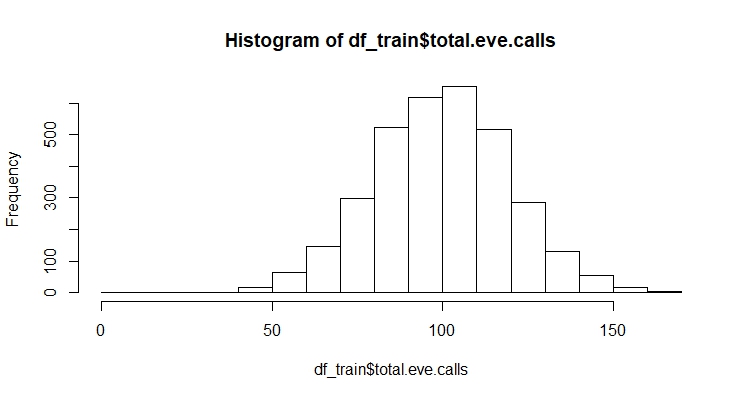 Histogram of df_train$total.eve.calls
Frequency
500
300
100
0
0 50 100 150
df_train$total.eve.calls